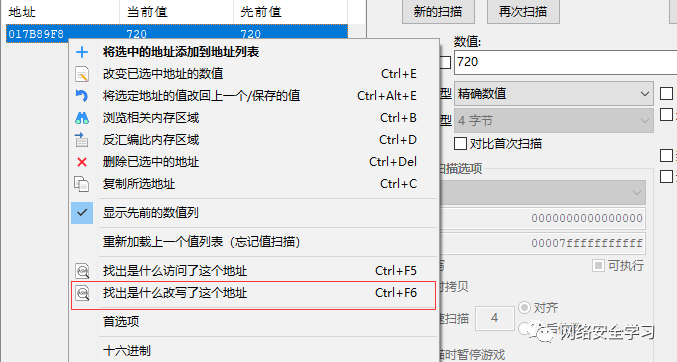 地址 当前值 先前值
017B89F8 720 720
将选中的地址添加到地址列表
改变已选中地址的数值 Ctrl+E
将选定地址的值改回上一个/保存的值 Ctrl+Alt+E
浏览相关内存区域 Ctrl+B
反汇编此内存区域 Ctrl+D
删除已选中的地址 Ctrl+Del
复制所选地址 Ctrl+C
显示先前的数值列
重新加载上一个值列表（忘记值扫描）
找出是什么访问了这个地址 Ctrl+F5
找出是什么改写了这个地址 Ctrl+F6
首选项
十六进制
新的扫描 再次扫描
数值:
720
型 精确数值
型 4 字节
对比首次扫描
扫描选项
0000000000000000
00007fffffffffff
可执行
时拷贝
速扫描 4 对齐
时暂停游戏
网络安全学习